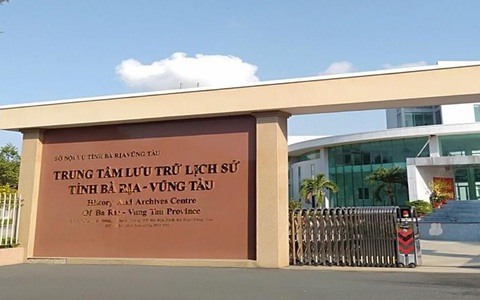 SỞ NỘI VỤ TỈNH BÀ RỊA VŨNG TÀU
TRUNG TÂM LƯU TRỮ LỊCH SỬ
TỈNH BÀ RỊA - VŨNG TÀU
History And Archives Centre
Of Ba Ria - Vung Tau Province